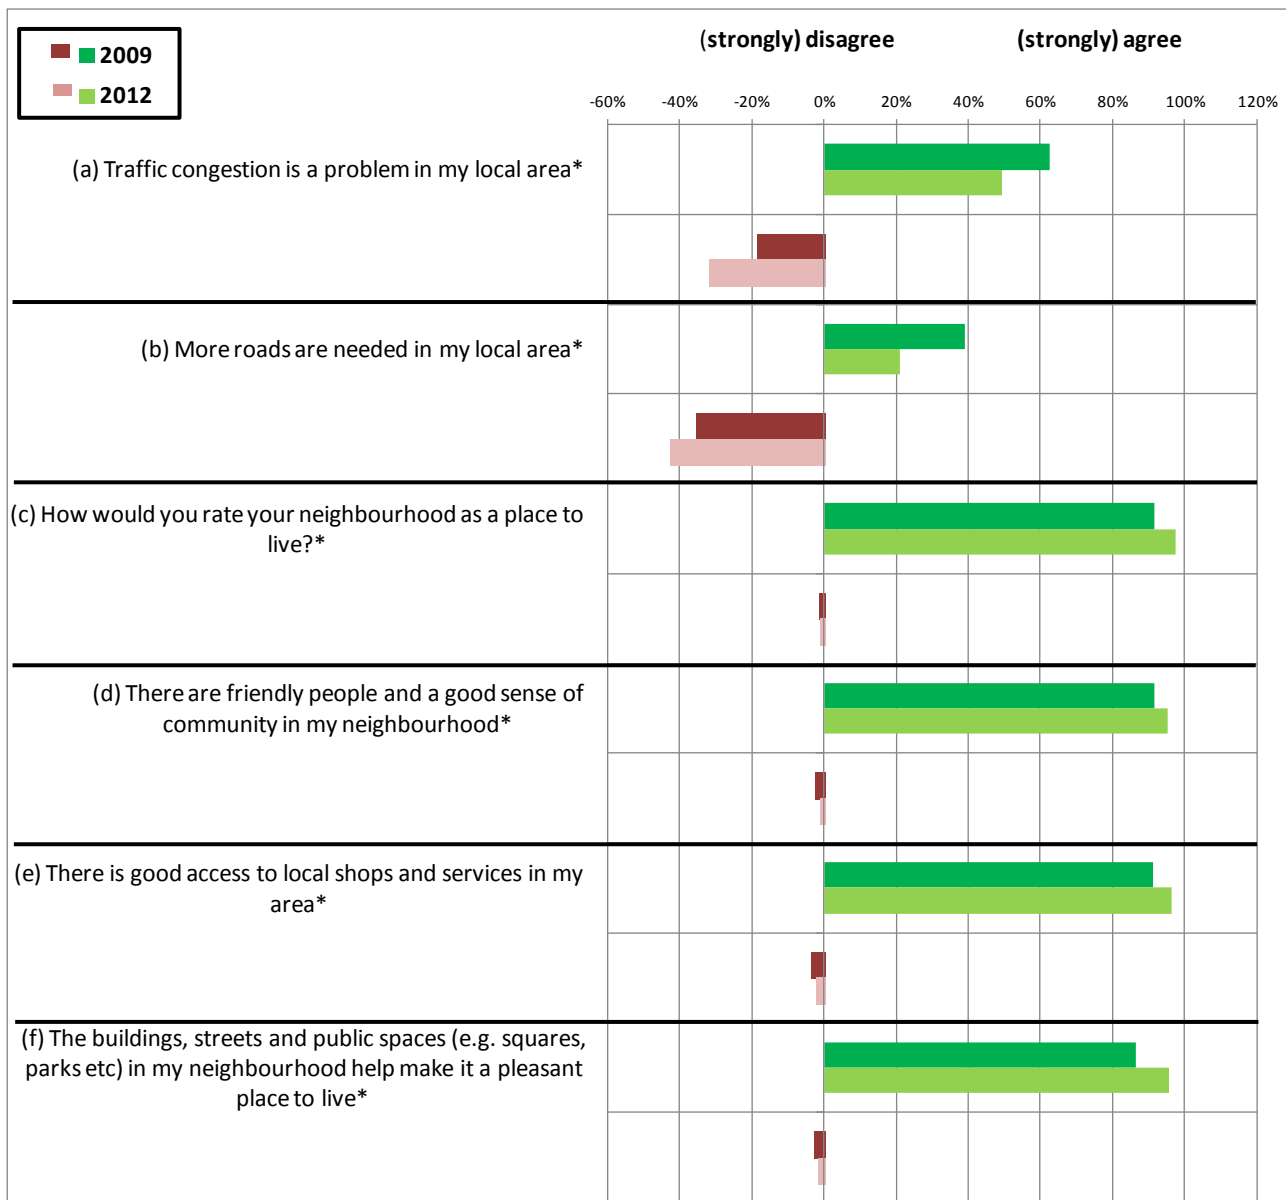 2009
2012
(strongly) disagree
(strongly) agree
-60% -40% -20% 0% 20% 40% 60% 80% 100% 120%
(a) Traffic congestion is a problem in my local area*
(b) More roads are needed in my local area*
(c) How would you rate your neighbourhood as a place to
live?*
(d) There are friendly people and a good sense of
community in my neighbourhood*
(e) There is good access to local shops and services in my
area*
(f) The buildings, streets and public spaces (e.g. squares,
parks etc) in my neighbourhood help make it a pleasant
place to live*